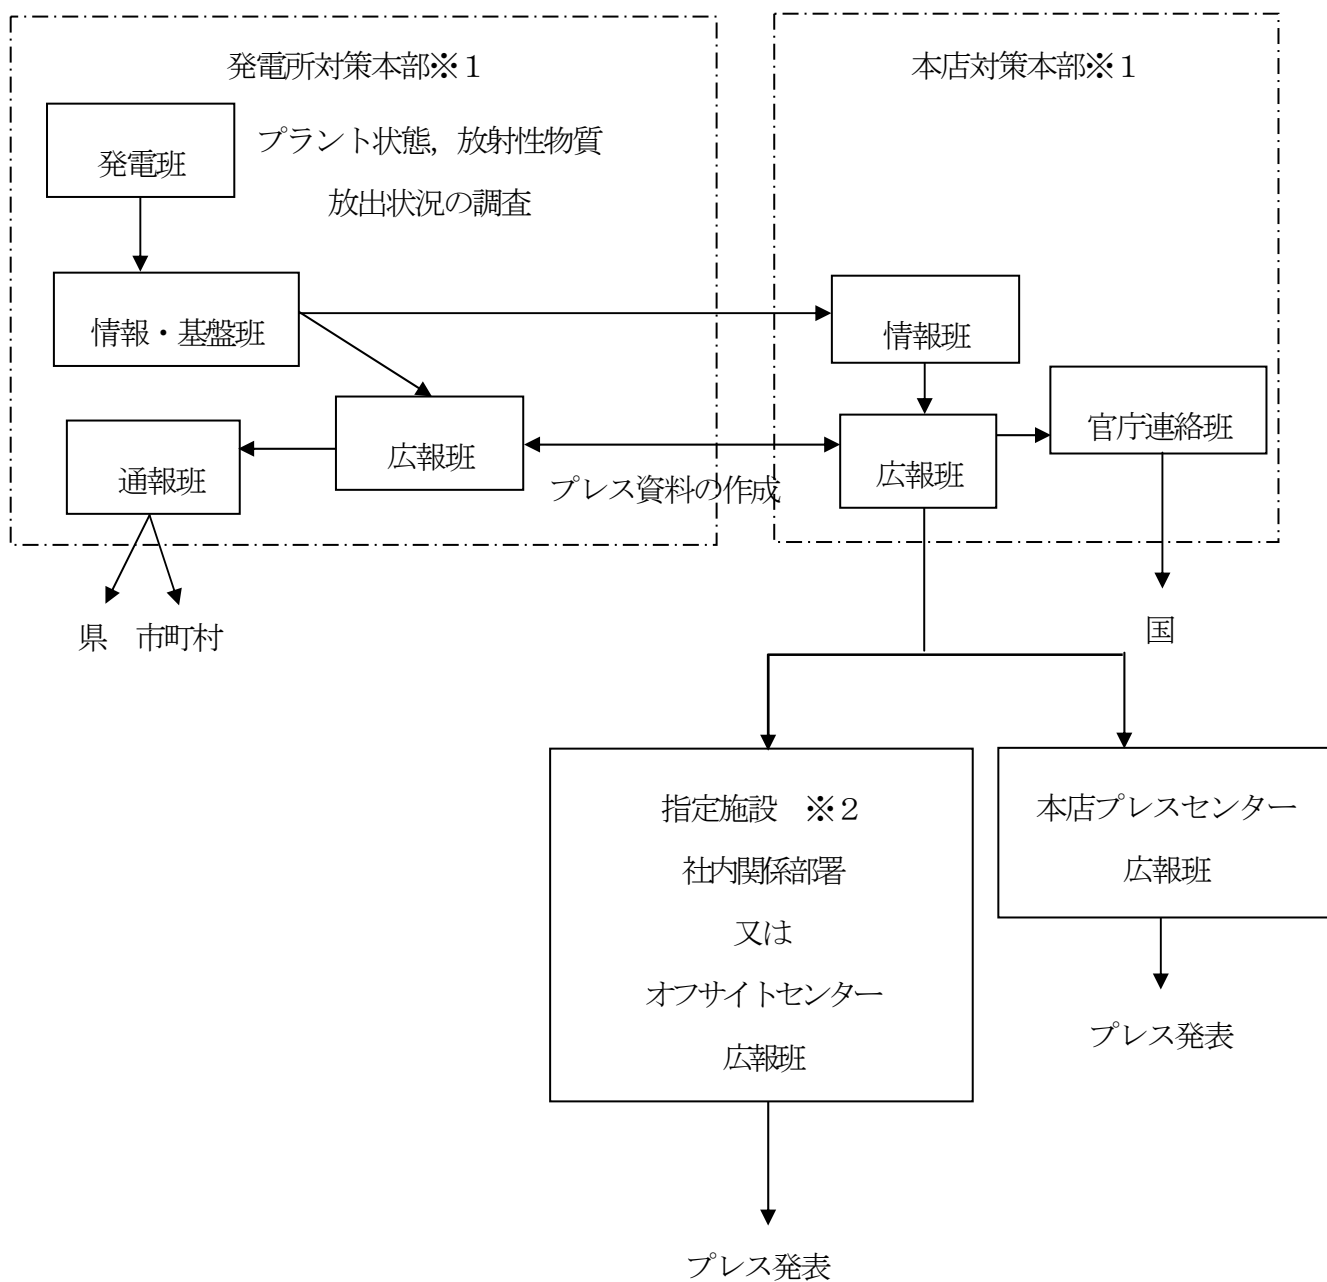 発電所対策本部※1
発電班
プラント状態，放射性物質
放出状況の調査
情報・基盤班
広報班
通報班
県　市町村
プレス資料の作成
本店対策本部※1
情報班
広報班
官庁連絡班
国
指定施設　※2
社内関係部署
又は
オフサイトセンター
広報班
プレス発表
本店プレスセンター
広報班
プレス発表